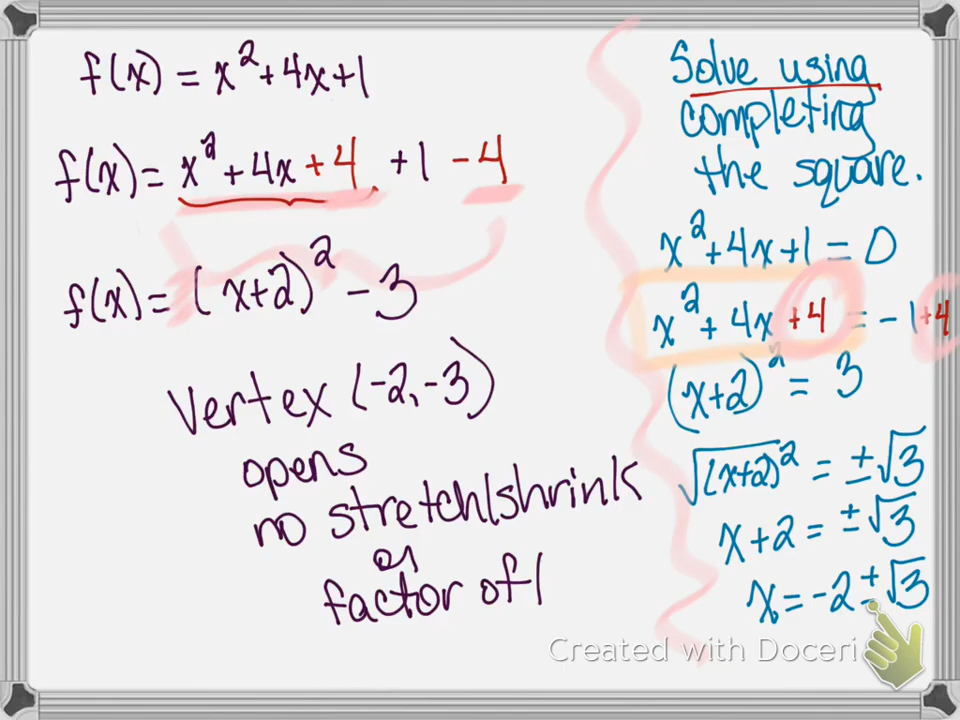 f(x) = x²+4x+1
f(x) = x²+4x+4 +1 -4
f(x) = (x+2)² -3
Vertex (-2,-3)
opens
no stretch/shrink
or
factor of 1
Solve using
completing
the square.
x²+4x+1 = 0
x²+4x+4 = -1+4
(x+2)² = 3
√(x+2)² = ±√3
x+2 = ±√3
x = -2±√3
Created with Doceri